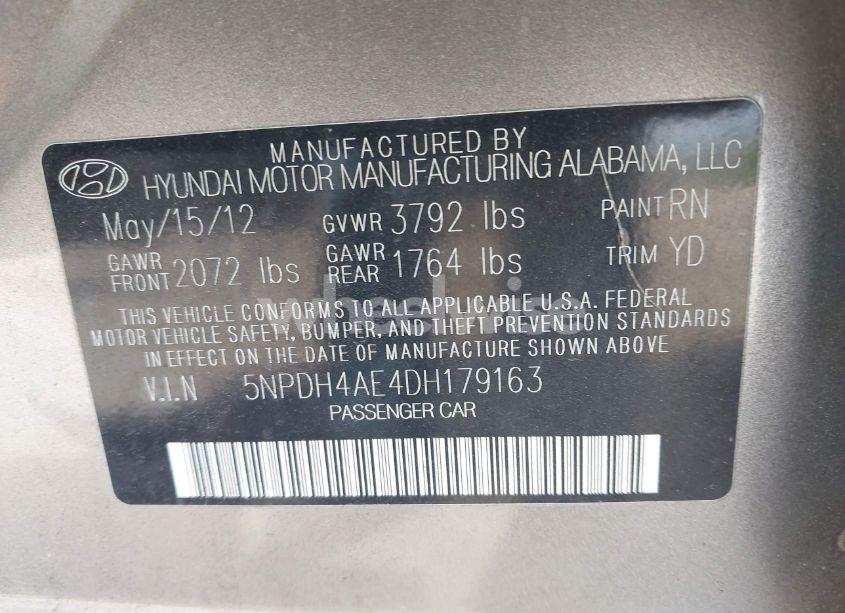 MANUFACTURED BY
HYUNDAI MOTOR MANUFACTURING ALABAMA, LLC
May/15/12 GVWR 3792 lbs PAINT RN
GAWR FRONT 2072 lbs GAWR REAR 1764 lbs TRIM YD
THIS VEHICLE CONFORMS TO ALL APPLICABLE U.S.A. FEDERAL
MOTOR VEHICLE SAFETY, BUMPER, AND THEFT PREVENTION STANDARDS
IN EFFECT ON THE DATE OF MANUFACTURE SHOWN ABOVE
V.I.N 5NPDH4AE4DH179163
PASSENGER CAR